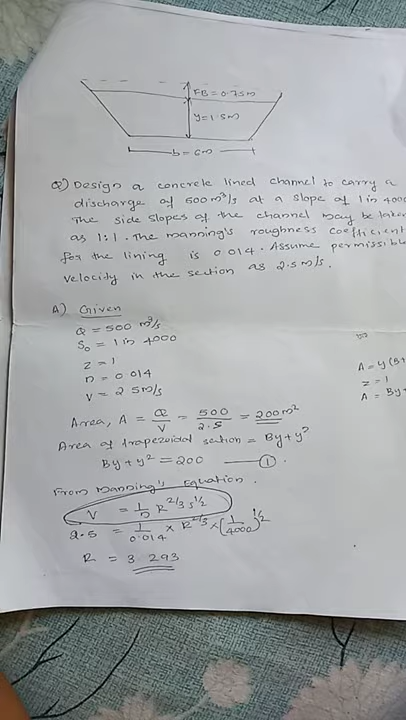 FB = 0.75m
y = 1.5m
b = 6m
Q) Design a concrete lined channel to carry a
discharge of 500 m³/s at a slope of 1 in 4000
The side slopes of the channel may be taken
as 1:1. The manning's roughness coefficient
for the lining is 0.014. Assume permissible
velocity in the section as 2.5 m/s.
A) Given
Q = 500 m³/s
S₀ = 1 in 4000
z = 1
n = 0.014
V = 2.5m/s
A = y(B+
z = 1
A = By+
Area, A = Q/V = 500/2.5 = 200m²
Area of trapezoidal section = By+y²
By+y² = 200 —— ①.
From Manning's Equation.
V = 1/n R^2/3 s^1/2
2.5 = 1/0.014 × R^2/3 × (1/4000)^1/2
R = 3.293